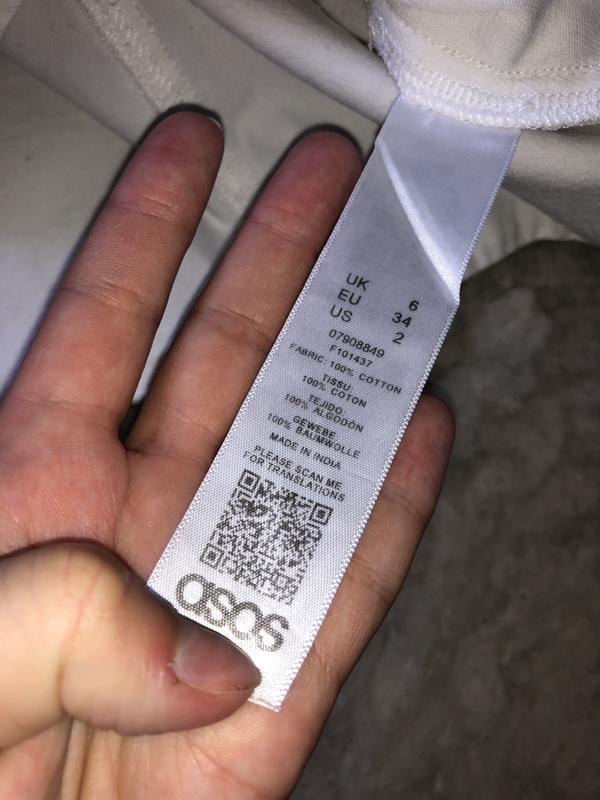 UK 6
EU 34
US 2
07908849
F101437
FABRIC: 100% COTTON
TISSU:
100% COTON
TEJIDO:
100% ALGODÓN
GEWEBE:
100% BAUMWOLLE
MADE IN INDIA
PLEASE SCAN ME
FOR TRANSLATIONS
asos